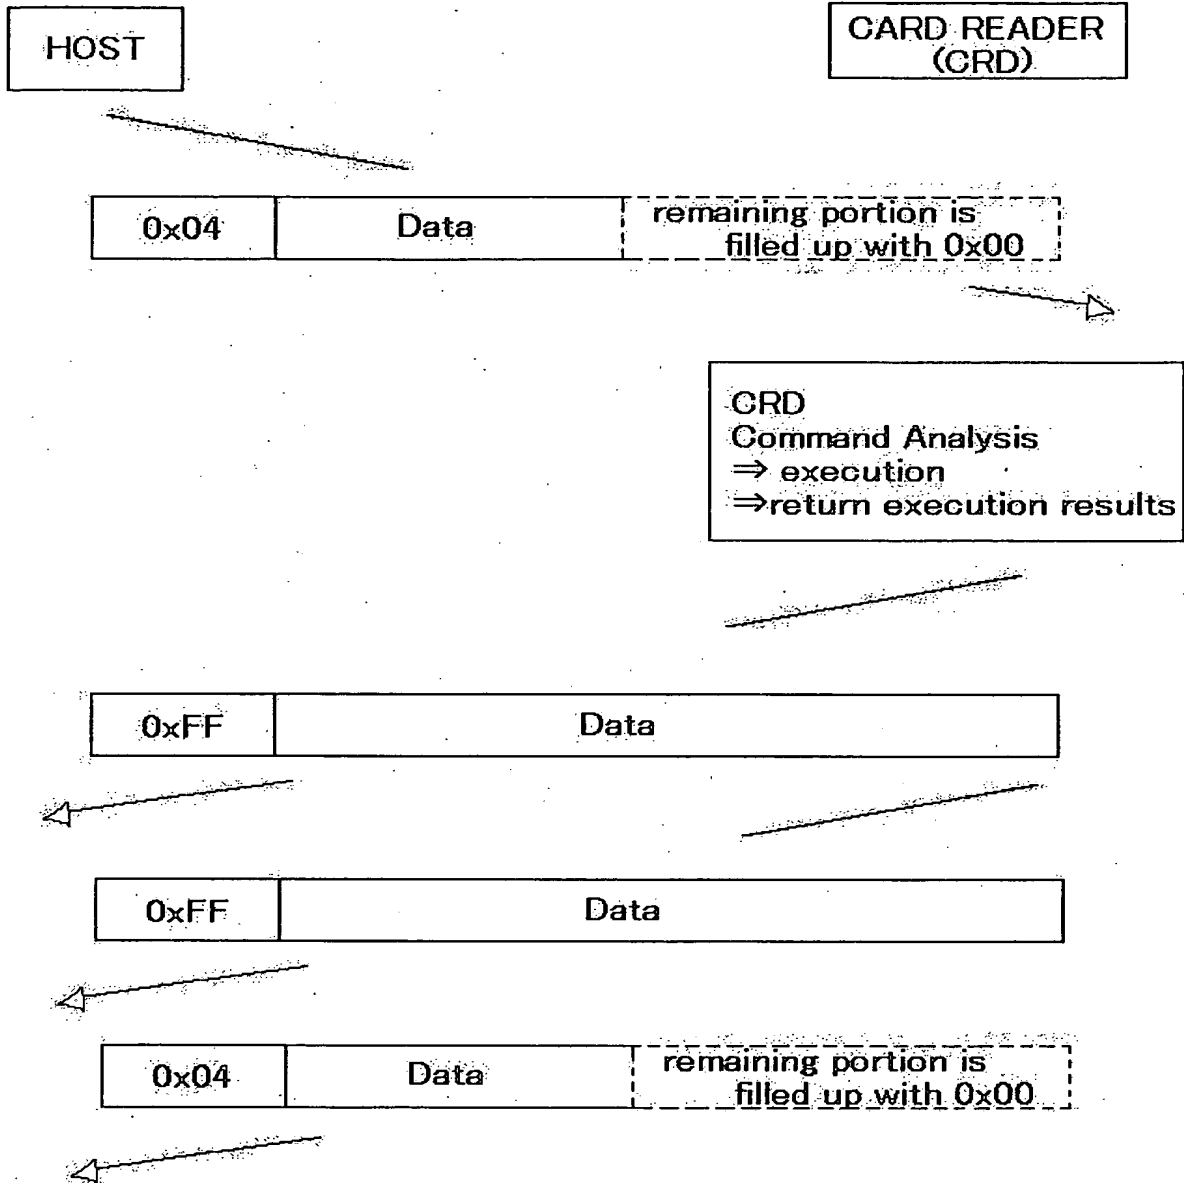 HOST
CARD READER
(CRD)
0x04
Data
remaining portion is
filled up with 0x00
CRD
Command Analysis
⇒ execution
⇒return execution results
0xFF
Data
0xFF
Data
0x04
Data
remaining portion is
filled up with 0x00